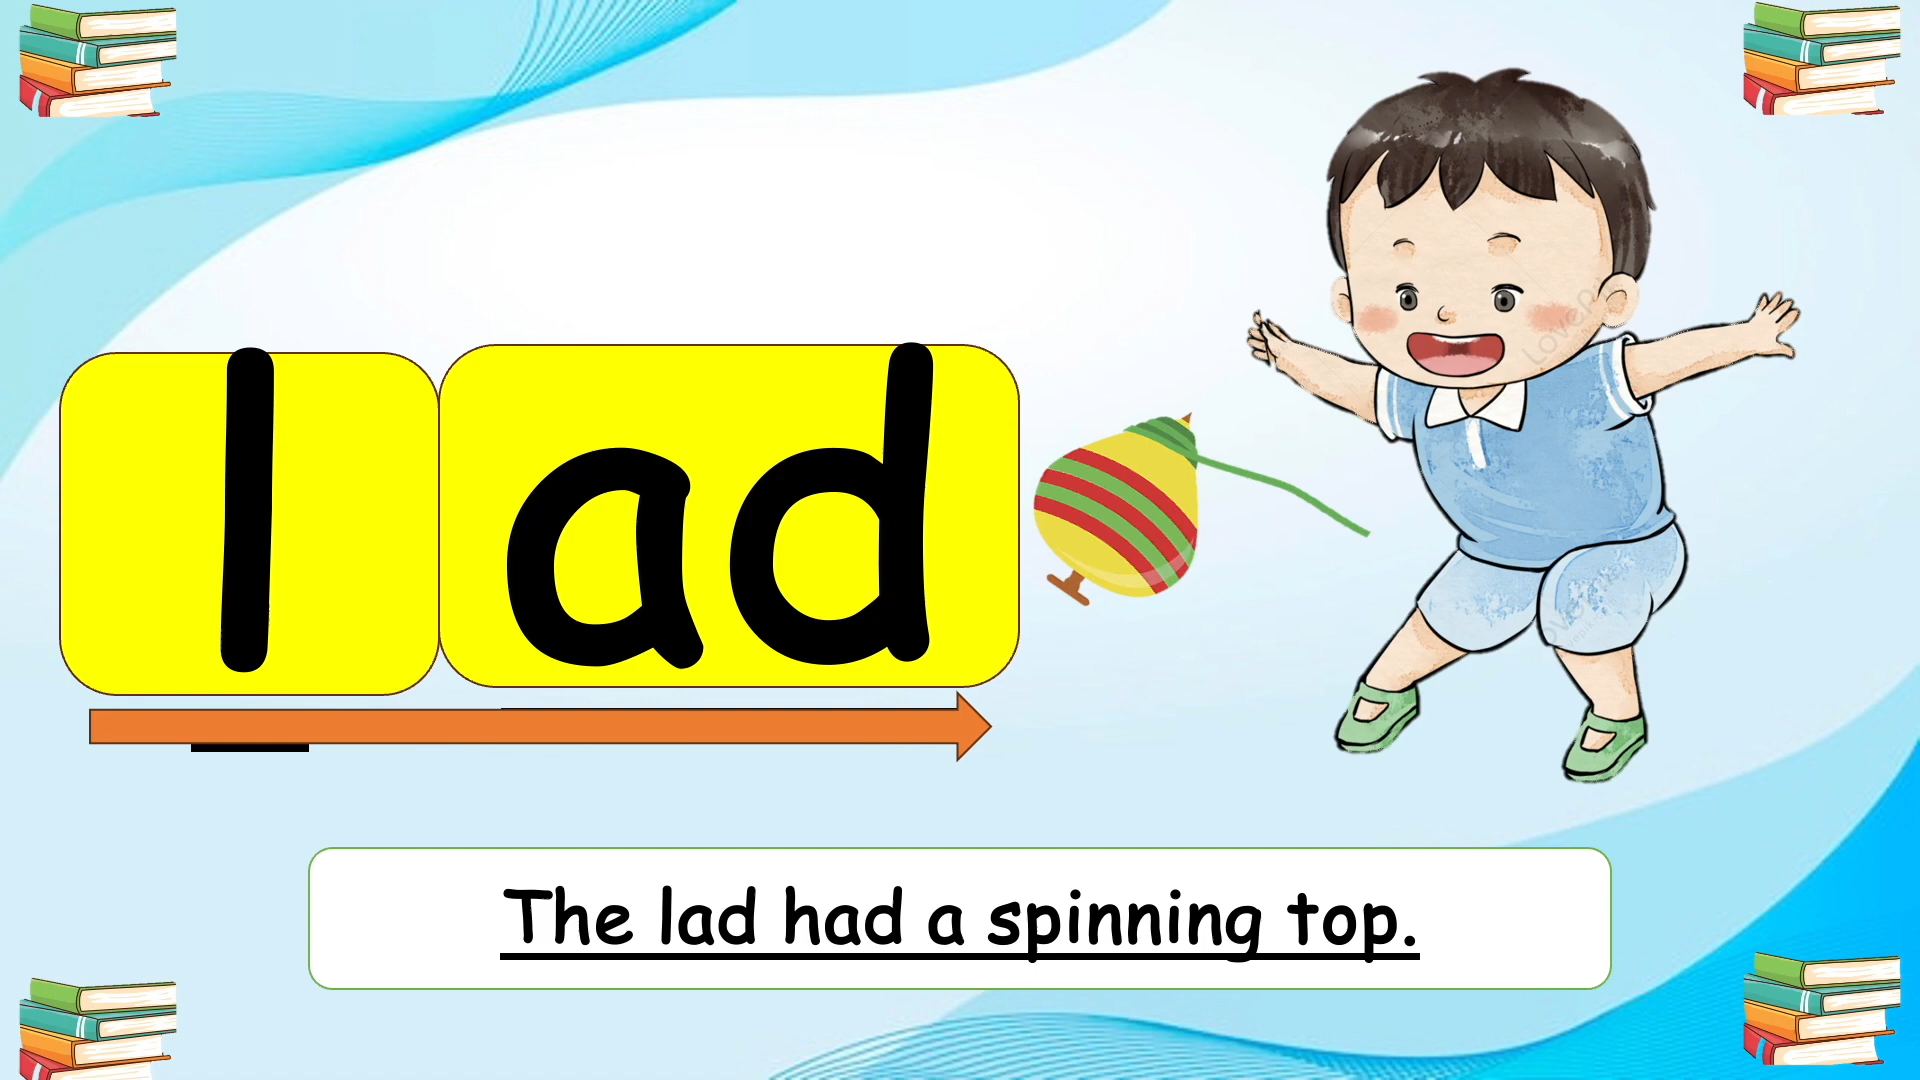 l ad
The lad had a spinning top.